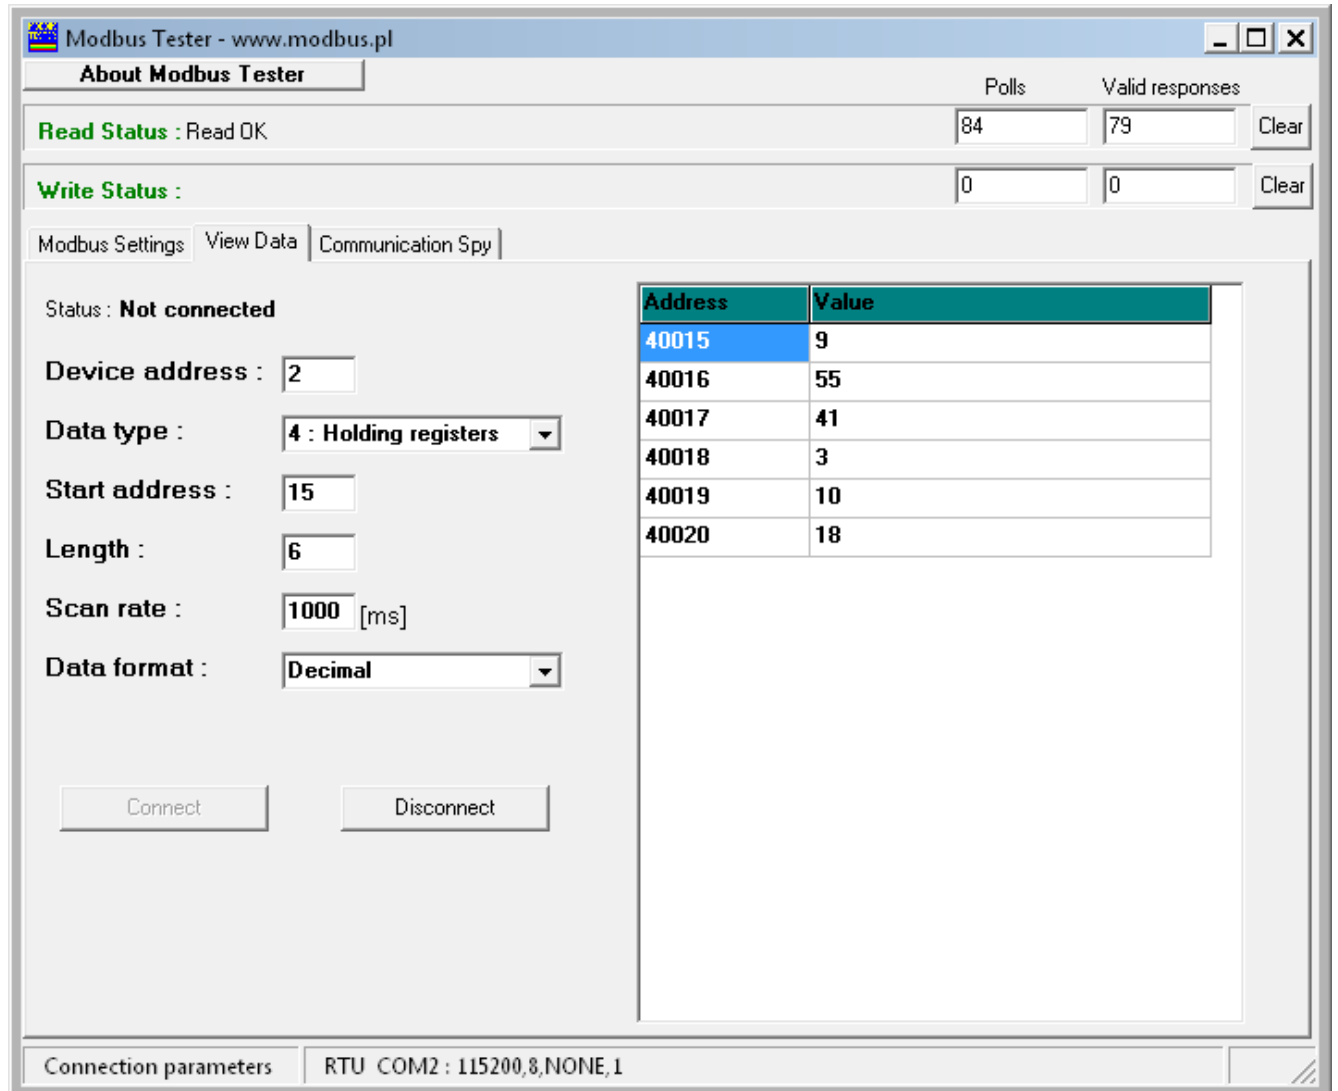 Modbus Tester - www.modbus.pl
About Modbus Tester
Polls Valid responses
Read Status : Read OK 84 79 Clear
Write Status : 0 0 Clear
Modbus Settings View Data Communication Spy
Status : Not connected
Device address : 2
Data type : 4 : Holding registers
Start address : 15
Length : 6
Scan rate : 1000 [ms]
Data format : Decimal
Connect Disconnect
Address Value
40015 9
40016 55
40017 41
40018 3
40019 10
40020 18
Connection parameters RTU COM2 : 115200,8,NONE,1